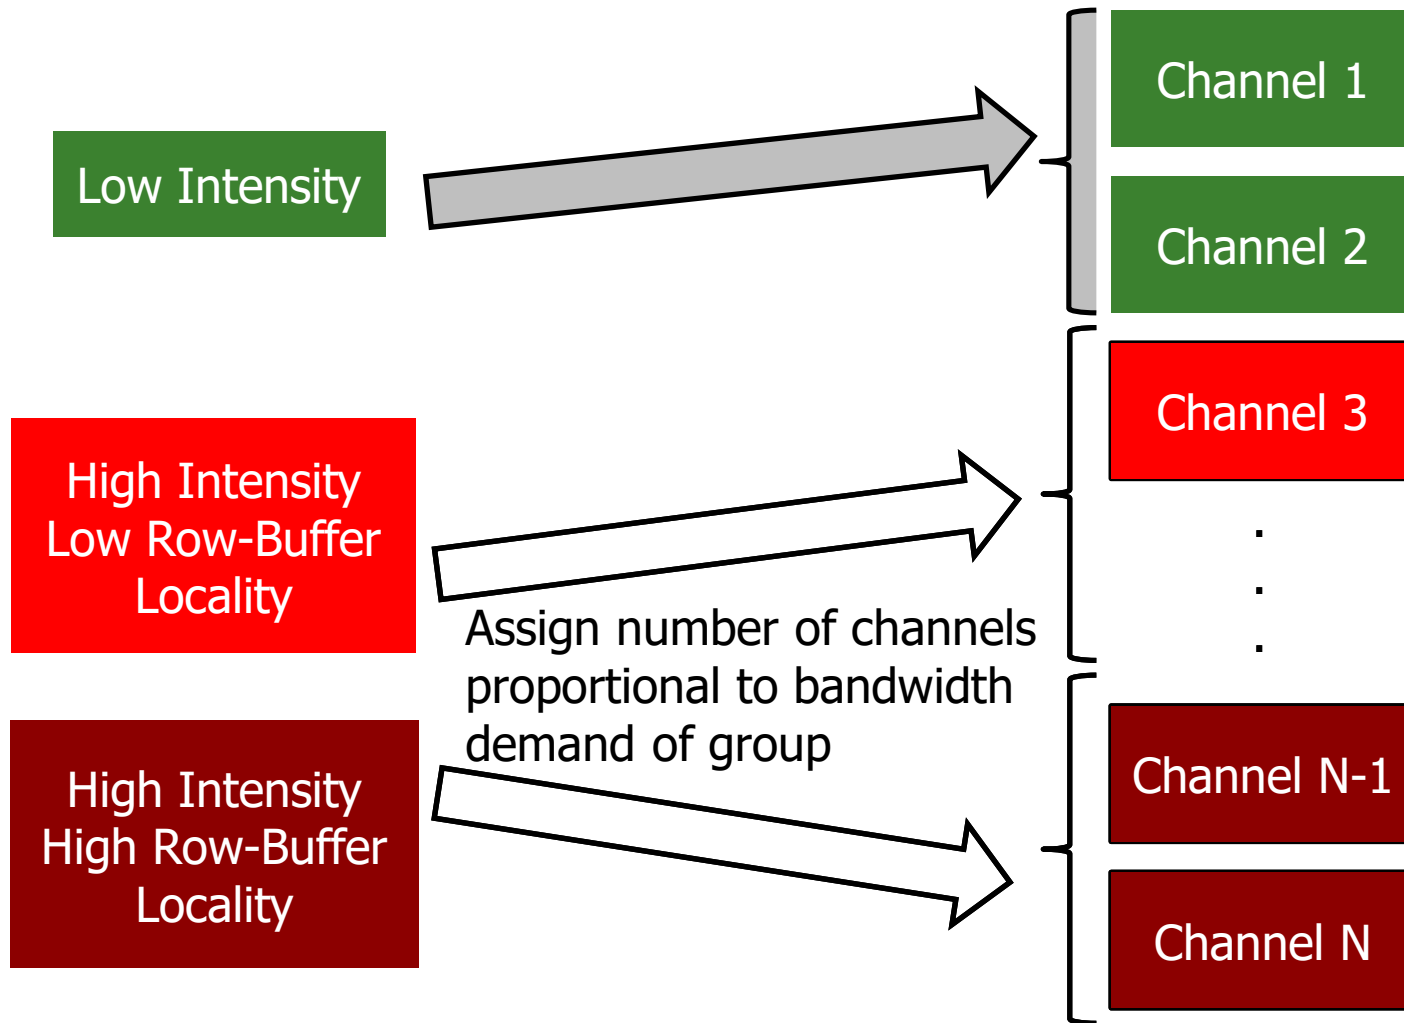 Low Intensity
High Intensity
Low Row-Buffer
Locality
High Intensity
High Row-Buffer
Locality
Assign number of channels
proportional to bandwidth
demand of group
Channel 1
Channel 2
Channel 3
.
.
.
Channel N-1
Channel N